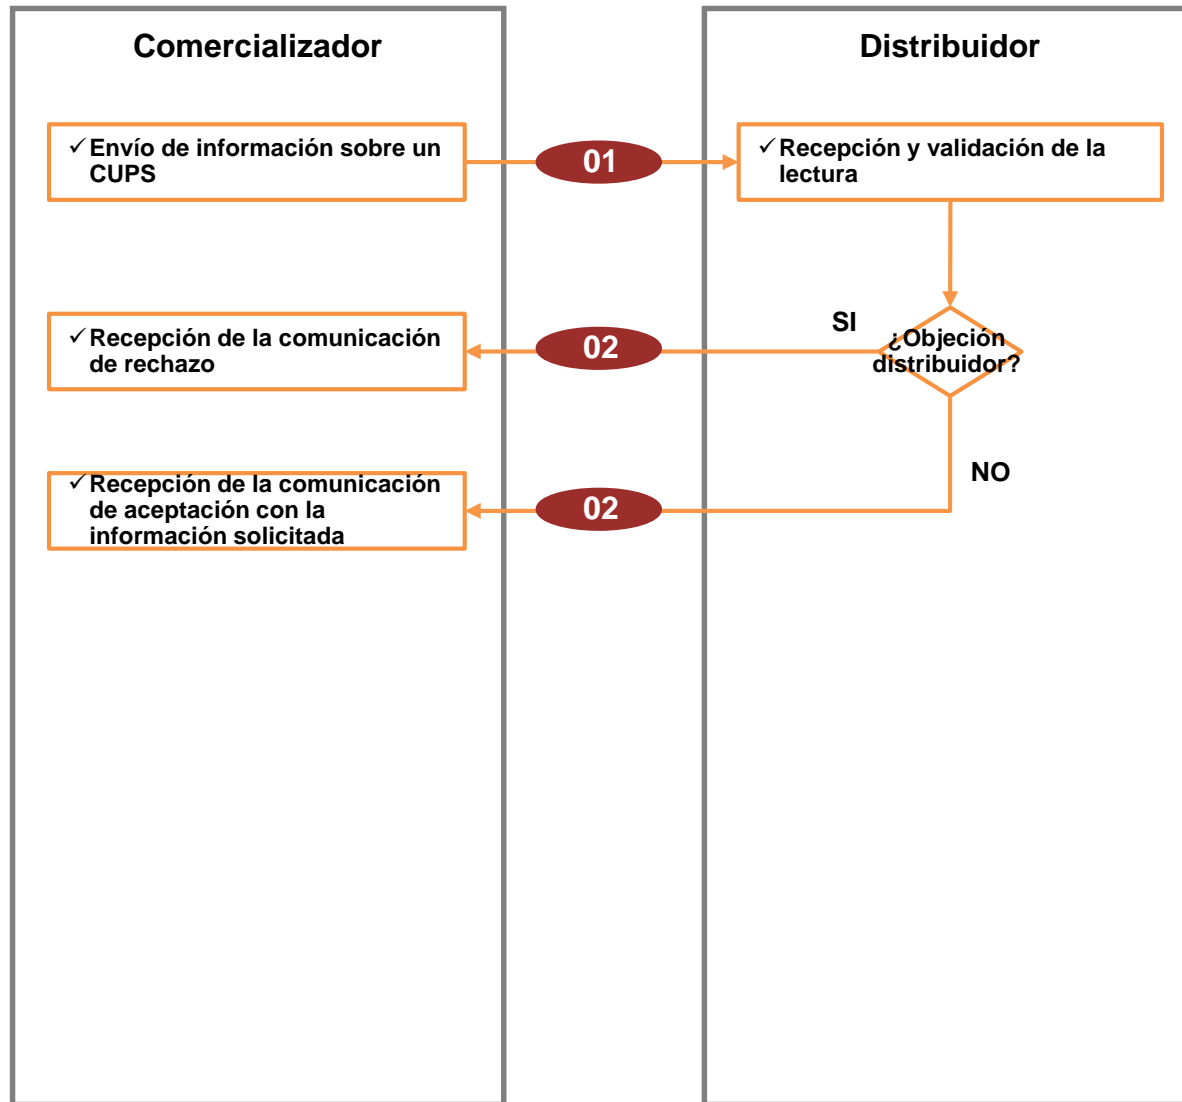 Comercializador
Distribuidor
✓Envío de información sobre un
CUPS
01
✓Recepción y validación de la
lectura
SI
¿Objeción
distribuidor?
✓Recepción de la comunicación
de rechazo
02
NO
✓Recepción de la comunicación
de aceptación con la
información solicitada
02